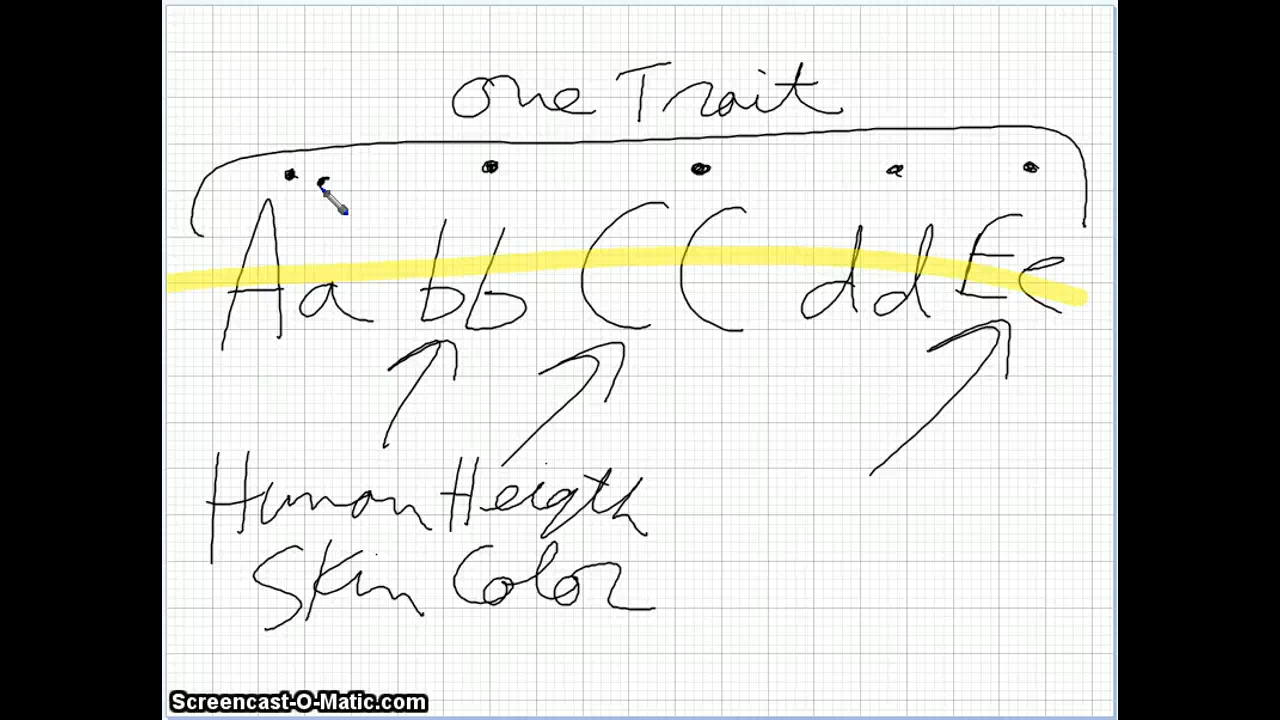 One Trait
Aa bb CC dd Ee
Human Heigth
Skin Color
Screencast-O-Matic.com